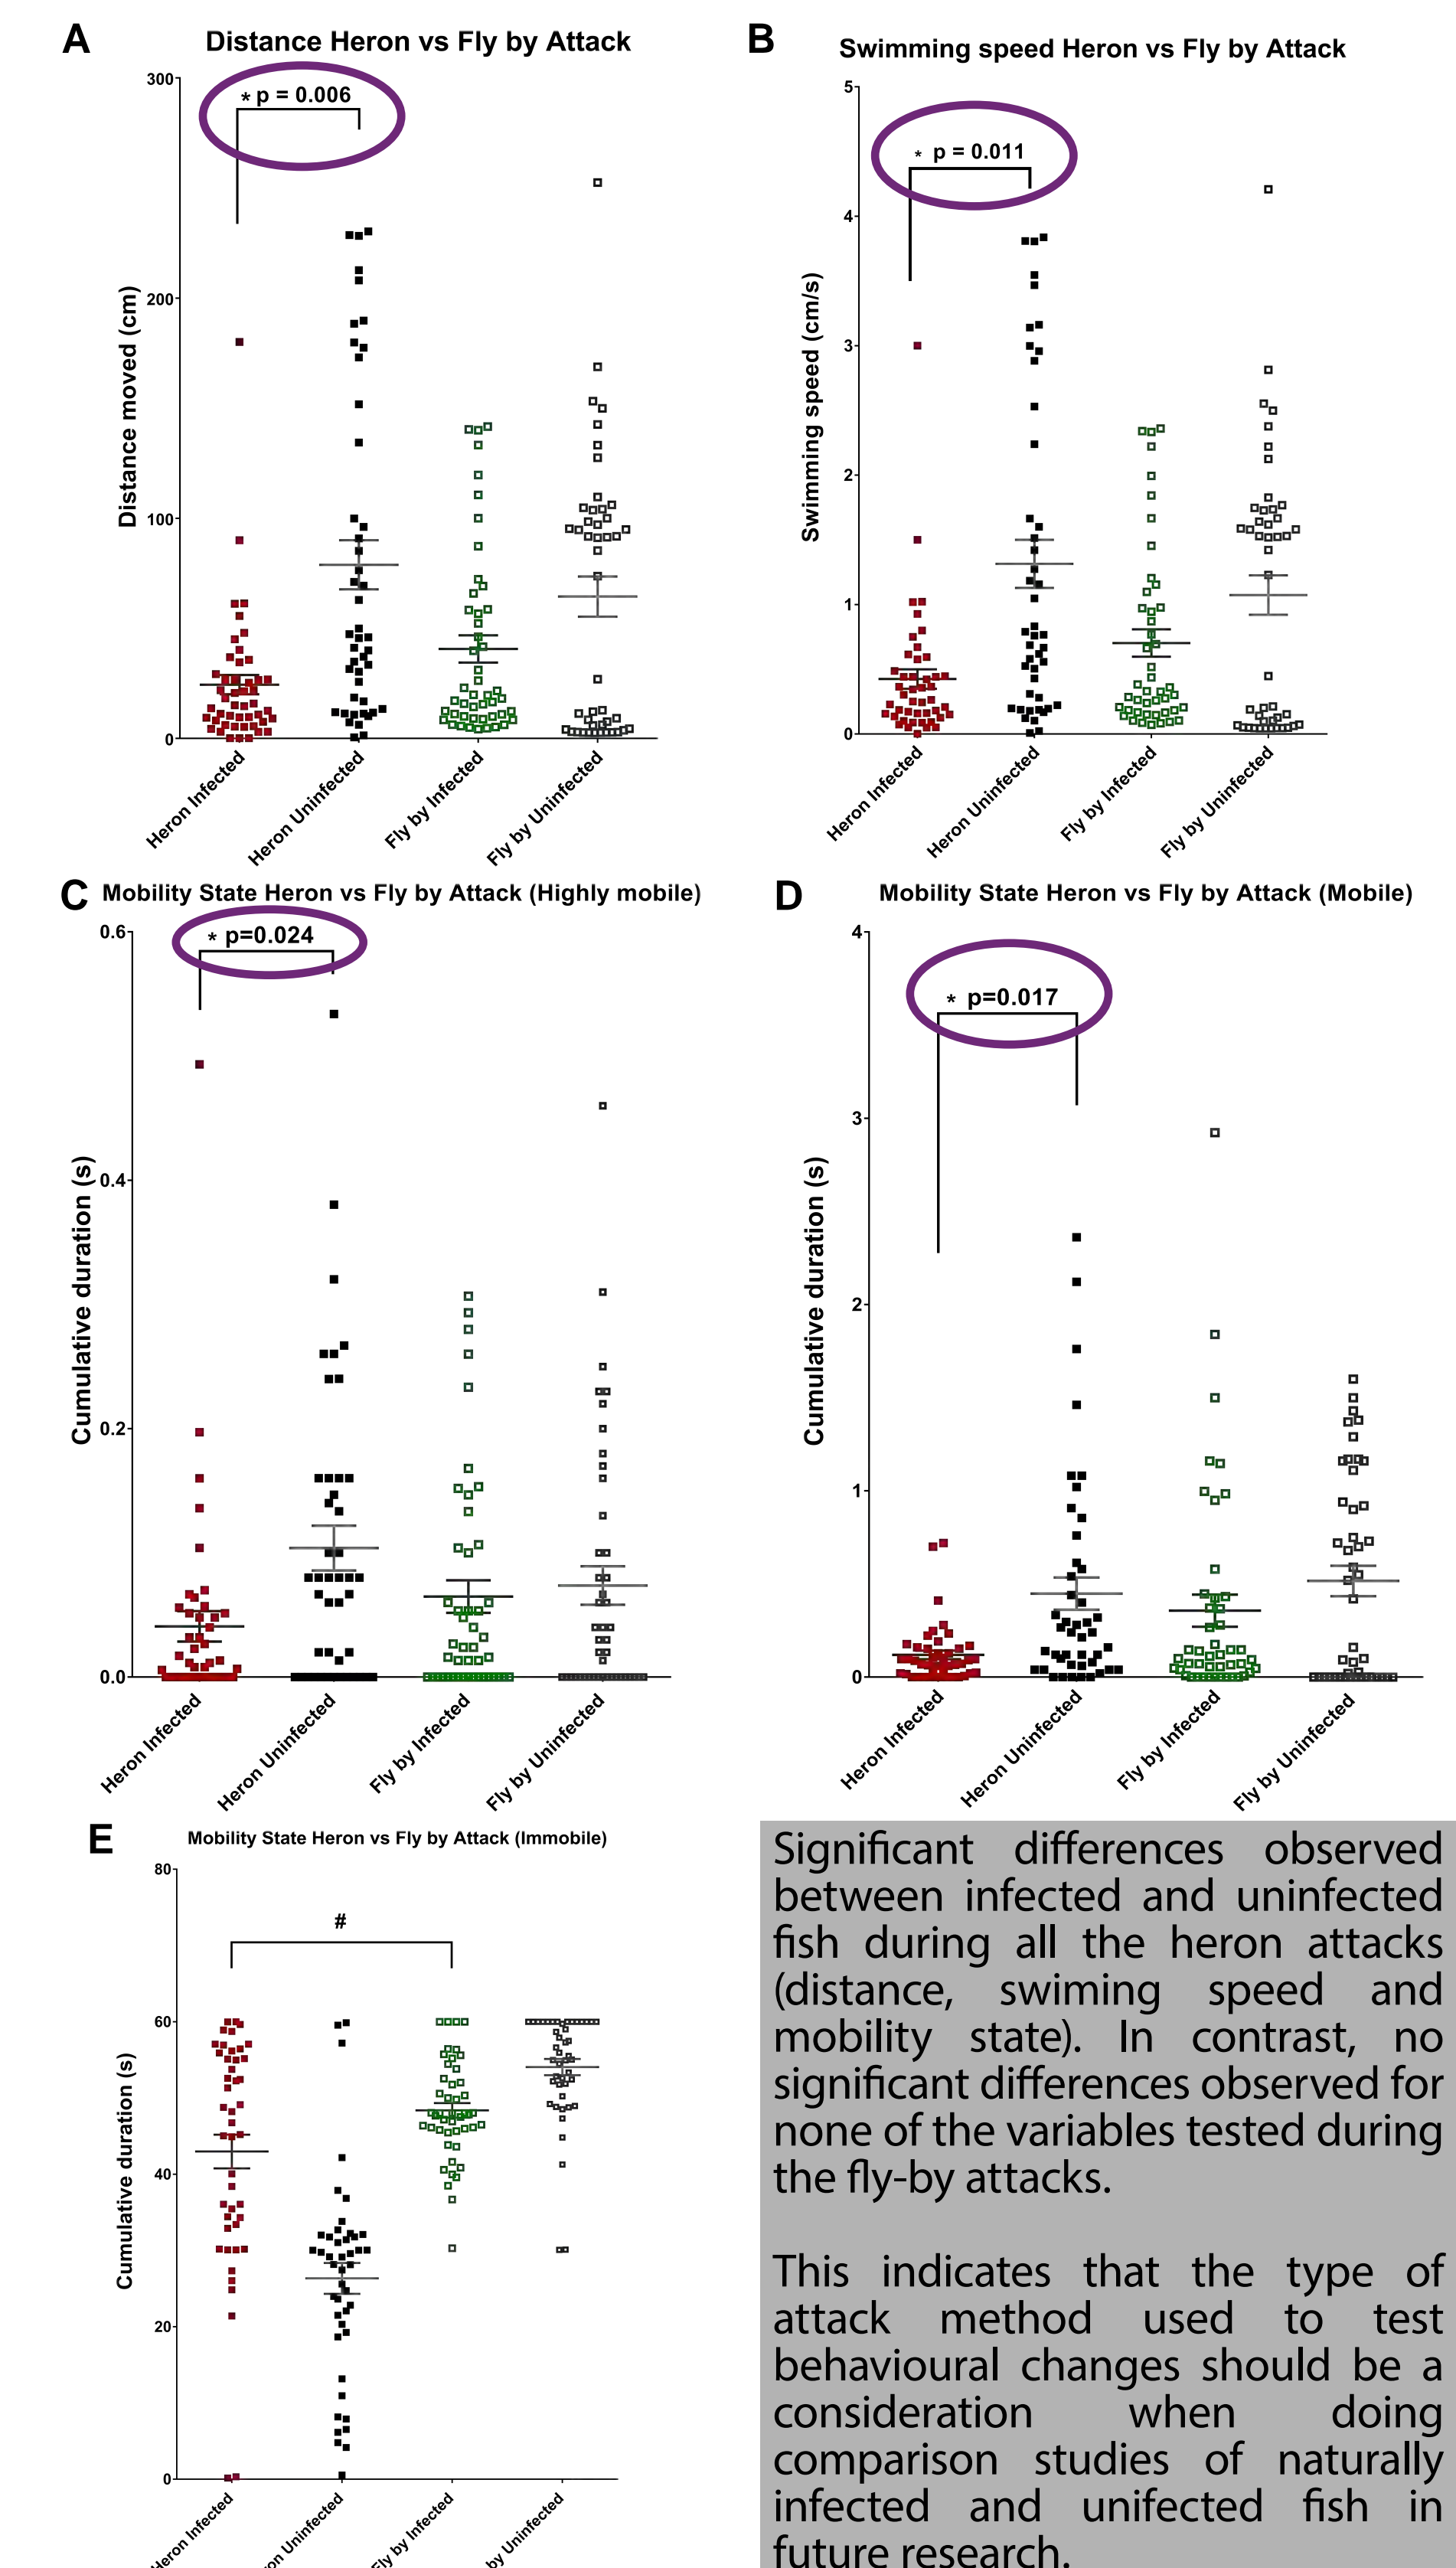 A
Distance Heron vs Fly by Attack
* p = 0.006
300
200
100
0
Distance moved (cm)
Heron Infected
Heron Uninfected
Fly by Infected
Fly by Uninfected
B
Swimming speed Heron vs Fly by Attack
* p = 0.011
5
4
3
2
1
0
Swimming speed (cm/s)
Heron Infected
Heron Uninfected
Fly by Infected
Fly by Uninfected
C
Mobility State Heron vs Fly by Attack (Highly mobile)
* p=0.024
0.6
0.4
0.2
0.0
Cumulative duration (s)
Heron Infected
Heron Uninfected
Fly by Infected
Fly by Uninfected
D
Mobility State Heron vs Fly by Attack (Mobile)
* p=0.017
4
3
2
1
0
Cumulative duration (s)
Heron Infected
Heron Uninfected
Fly by Infected
Fly by Uninfected
E
Mobility State Heron vs Fly by Attack (Immobile)
#
80
60
40
20
0
Cumulative duration (s)
Heron Infected
ron Uninfected
Fly by Infected
by Uninfected
Significant differences observed
between infected and uninfected
fish during all the heron attacks
(distance, swiming speed and
mobility state). In contrast, no
significant differences observed for
none of the variables tested during
the fly-by attacks.
This indicates that the type of
attack method used to test
behavioural changes should be a
consideration when doing
comparison studies of naturally
infected and unifected fish in
future research.